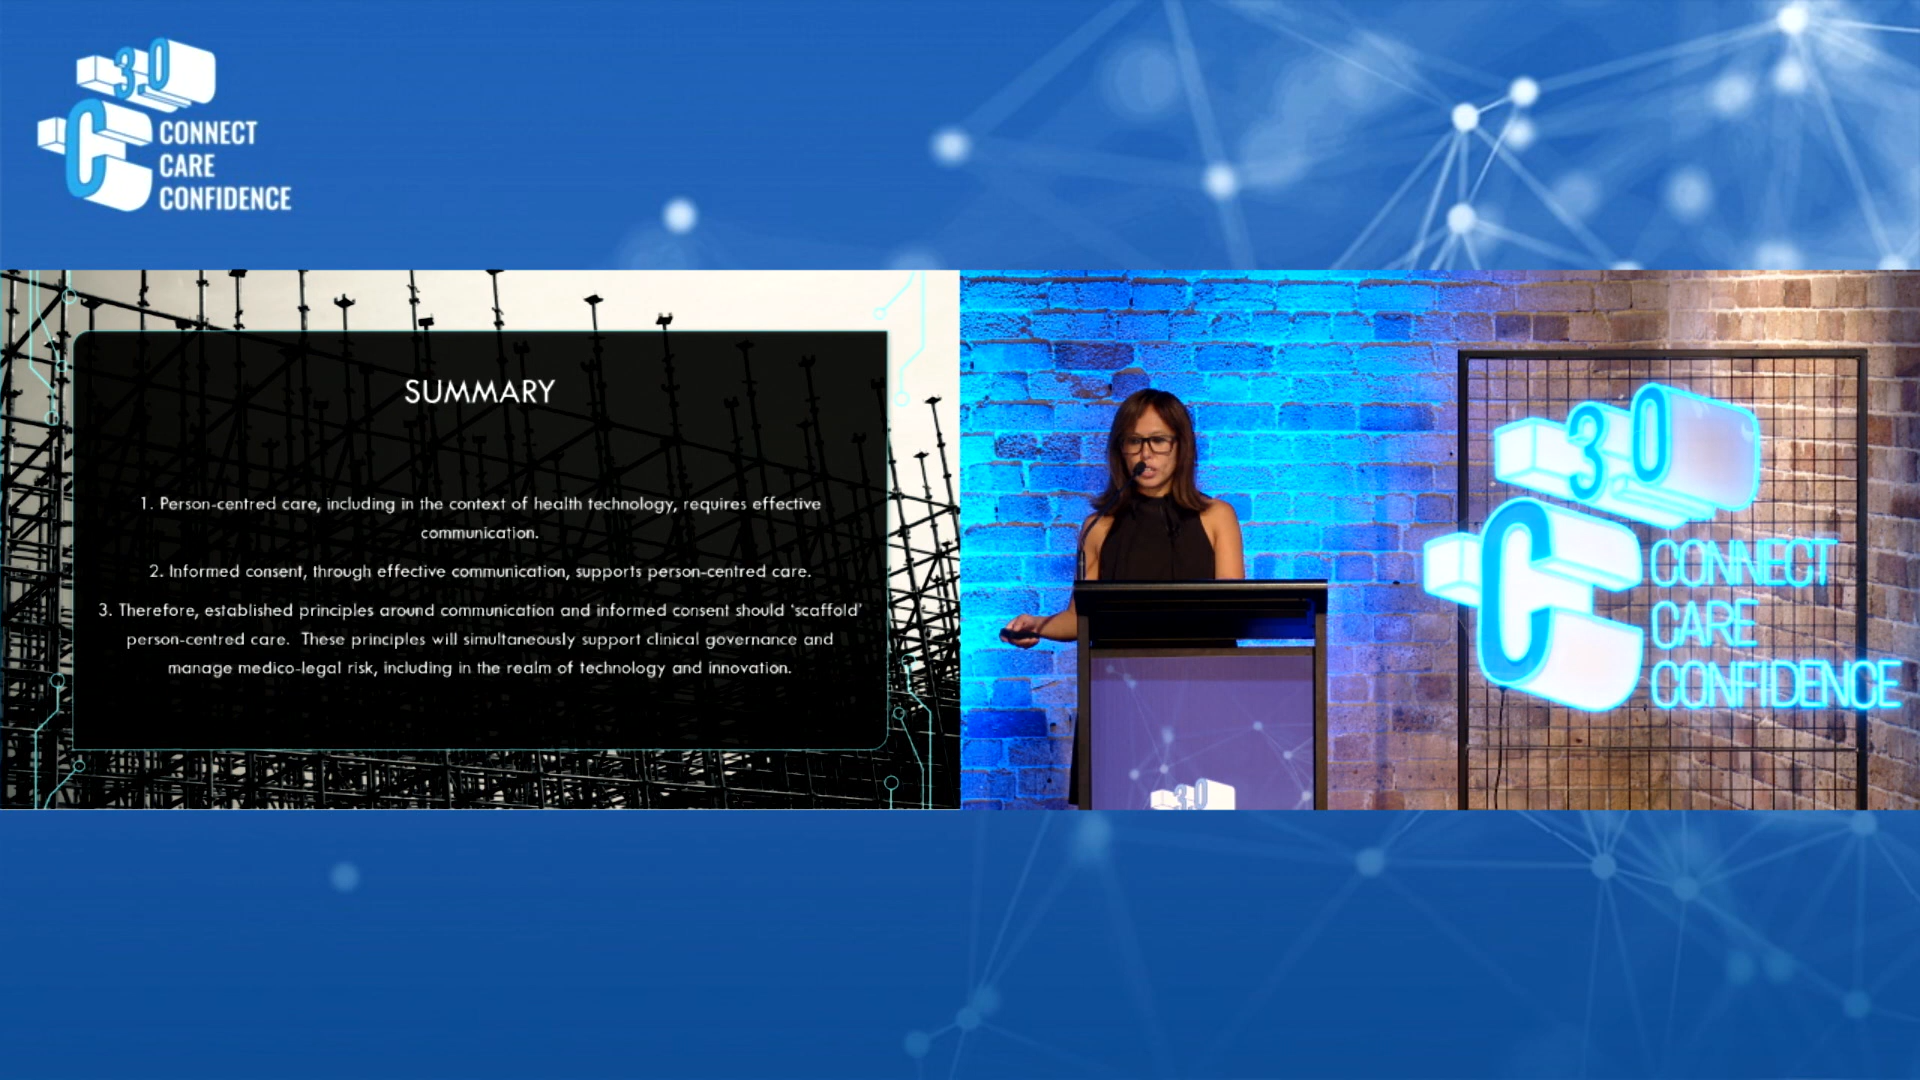 3.0
C CONNECT
CARE
CONFIDENCE
SUMMARY
1. Person-centred care, including in the context of health technology, requires effective
communication.
2. Informed consent, through effective communication, supports person-centred care.
3. Therefore, established principles around communication and informed consent should ‘scaffold’
person-centred care. These principles will simultaneously support clinical governance and
manage medico-legal risk, including in the realm of technology and innovation.
3.0
C CONNECT
CARE
CONFIDENCE
3.0